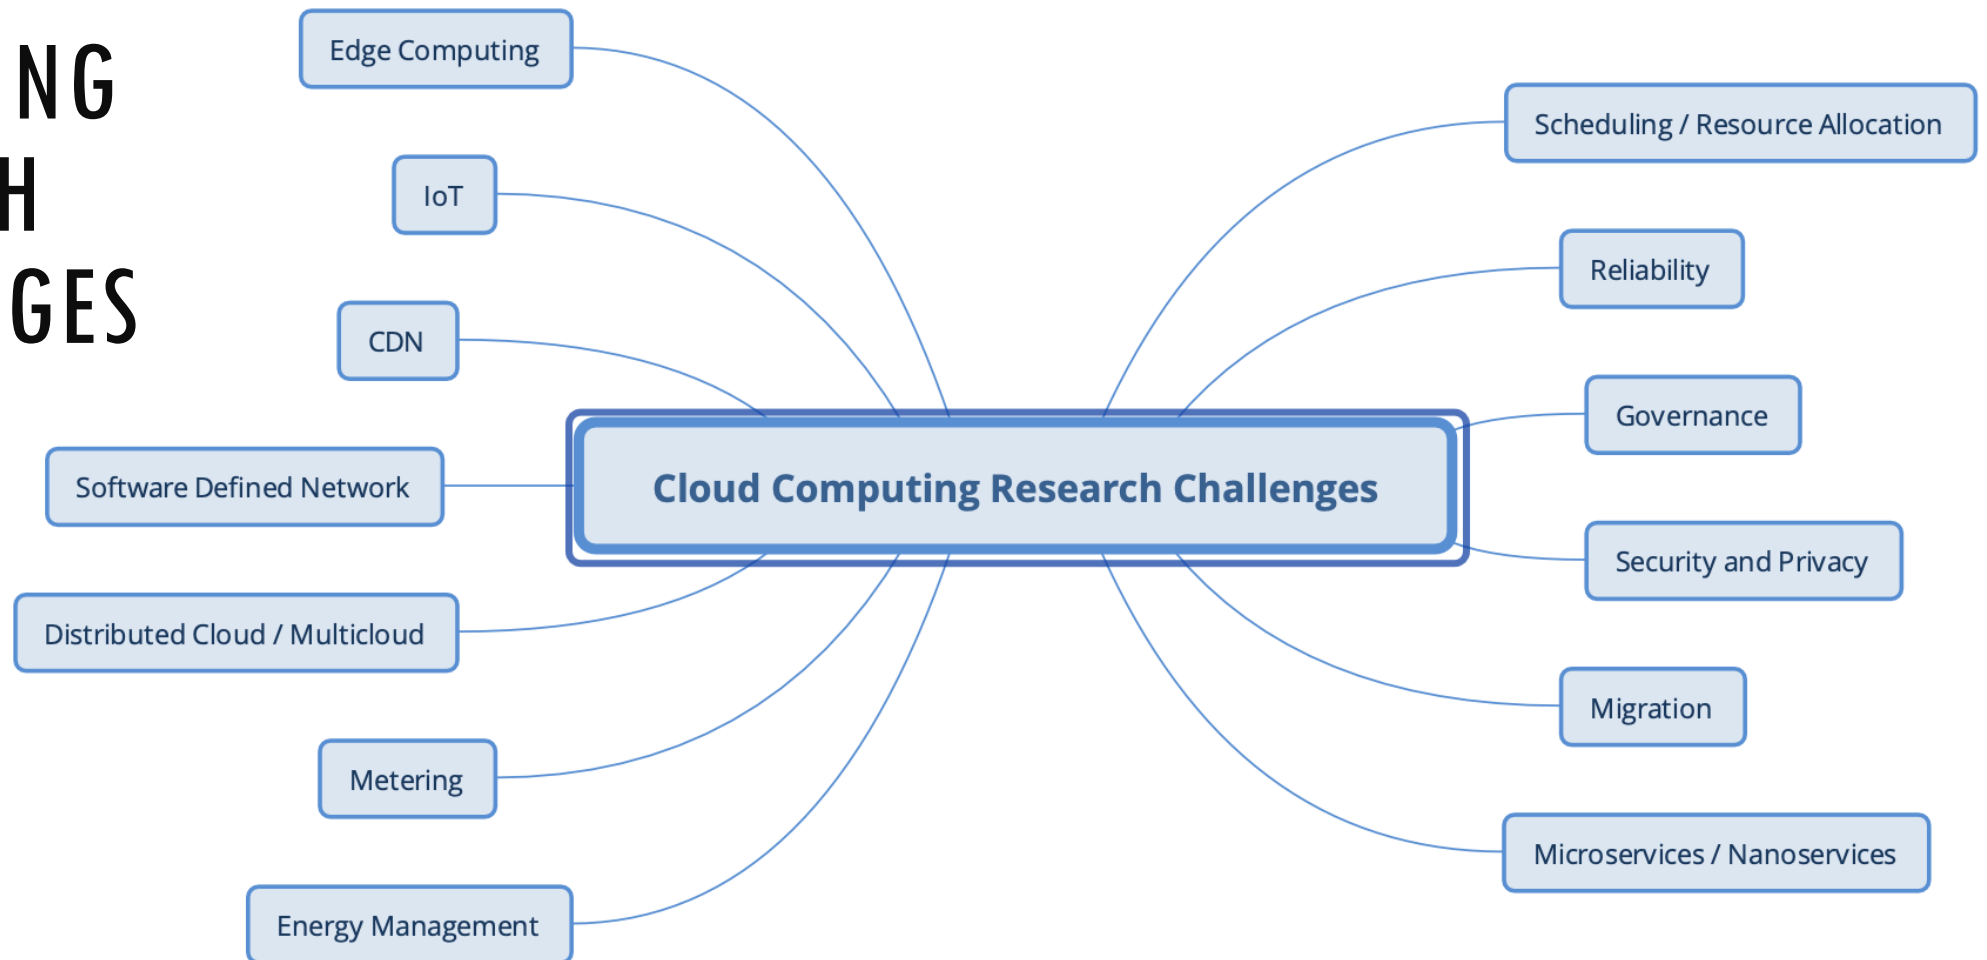 NG
H
GES
Edge Computing
IoT
CDN
Software Defined Network
Distributed Cloud / Multicloud
Metering
Energy Management
Cloud Computing Research Challenges
Scheduling / Resource Allocation
Reliability
Governance
Security and Privacy
Migration
Microservices / Nanoservices